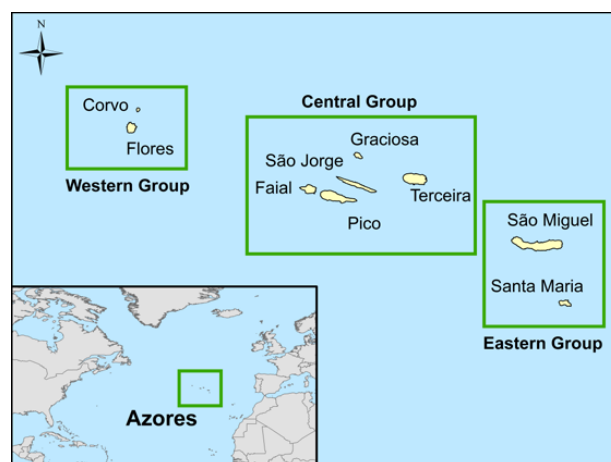 N
Corvo
Flores
Western Group
Central Group
Graciosa
São Jorge
Faial
Terceira
Pico
São Miguel
Santa Maria
Eastern Group
Azores